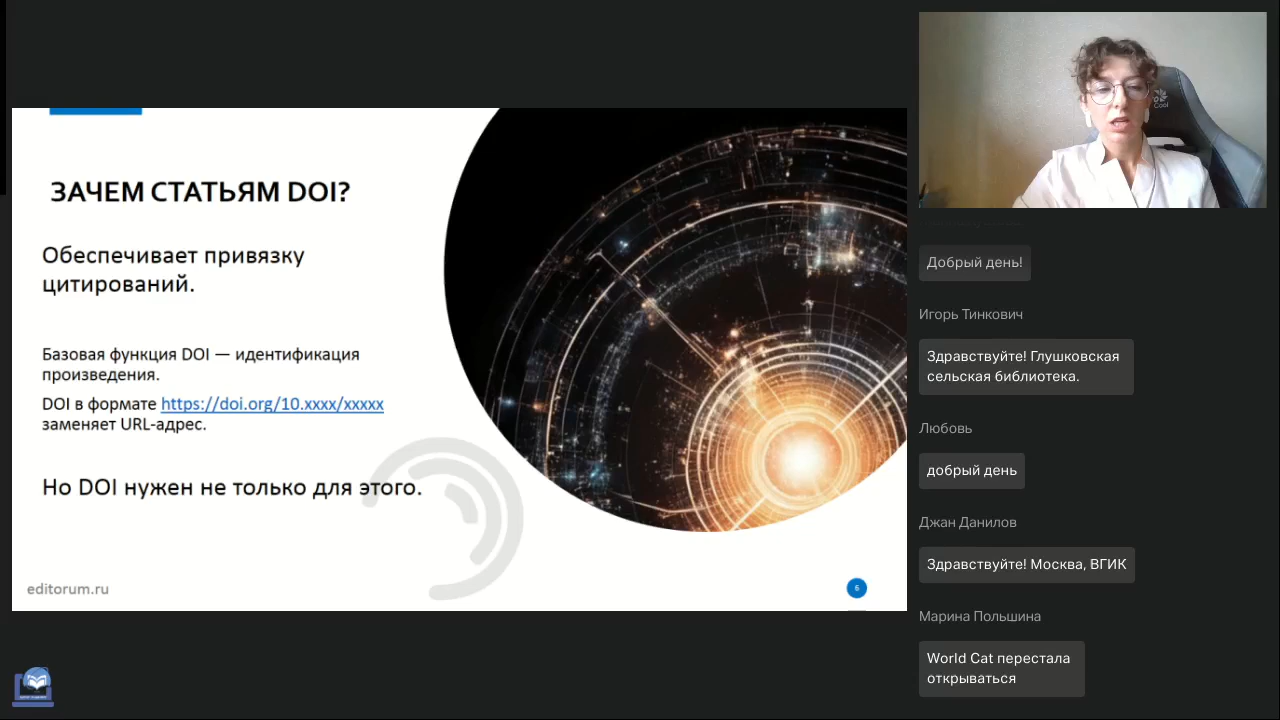 ЗАЧЕМ СТАТЬЯМ DOI?
Обеспечивает привязку
цитирований.
Базовая функция DOI — идентификация
произведения.
DOI в формате https://doi.org/10.xxxx/xxxxx
заменяет URL-адрес.
Но DOI нужен не только для этого.
editorum.ru
6
Cool
Добрый день!
Игорь Тинкович
Здравствуйте! Глушковская
сельская библиотека.
Любовь
добрый день
Джан Данилов
Здравствуйте! Москва, ВГИК
Марина Польшина
World Cat перестала
открываться